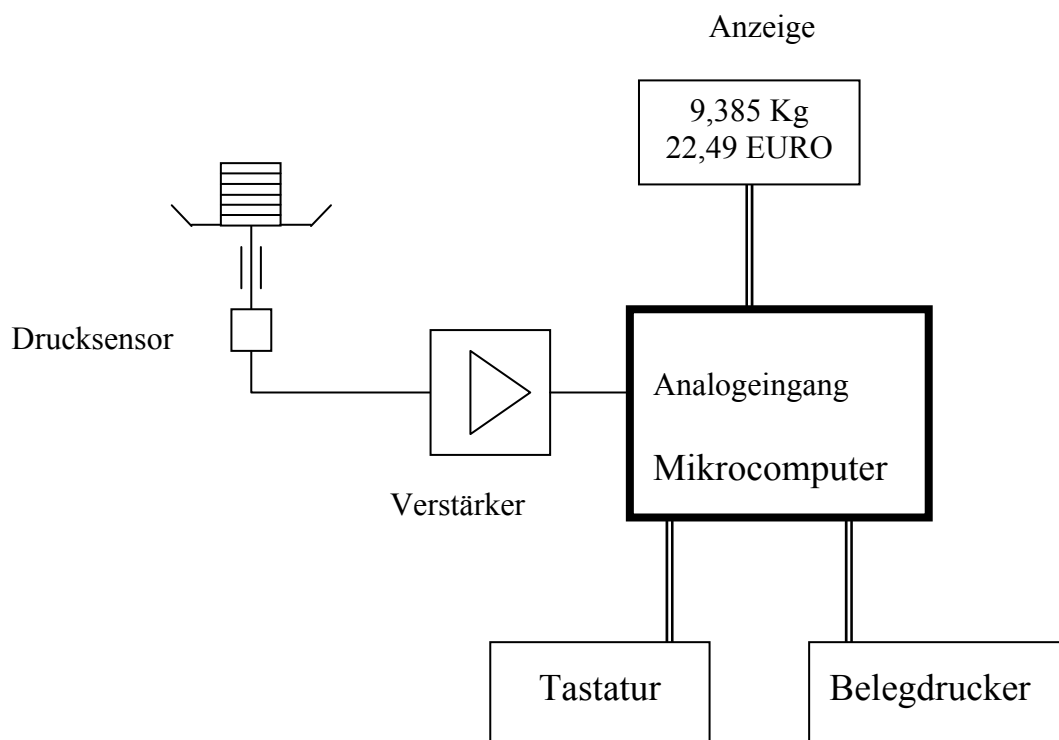 Anzeige
9,385 Kg
22,49 EURO
Drucksensor
Analogeingang
Mikrocomputer
Verstärker
Tastatur
Belegdrucker